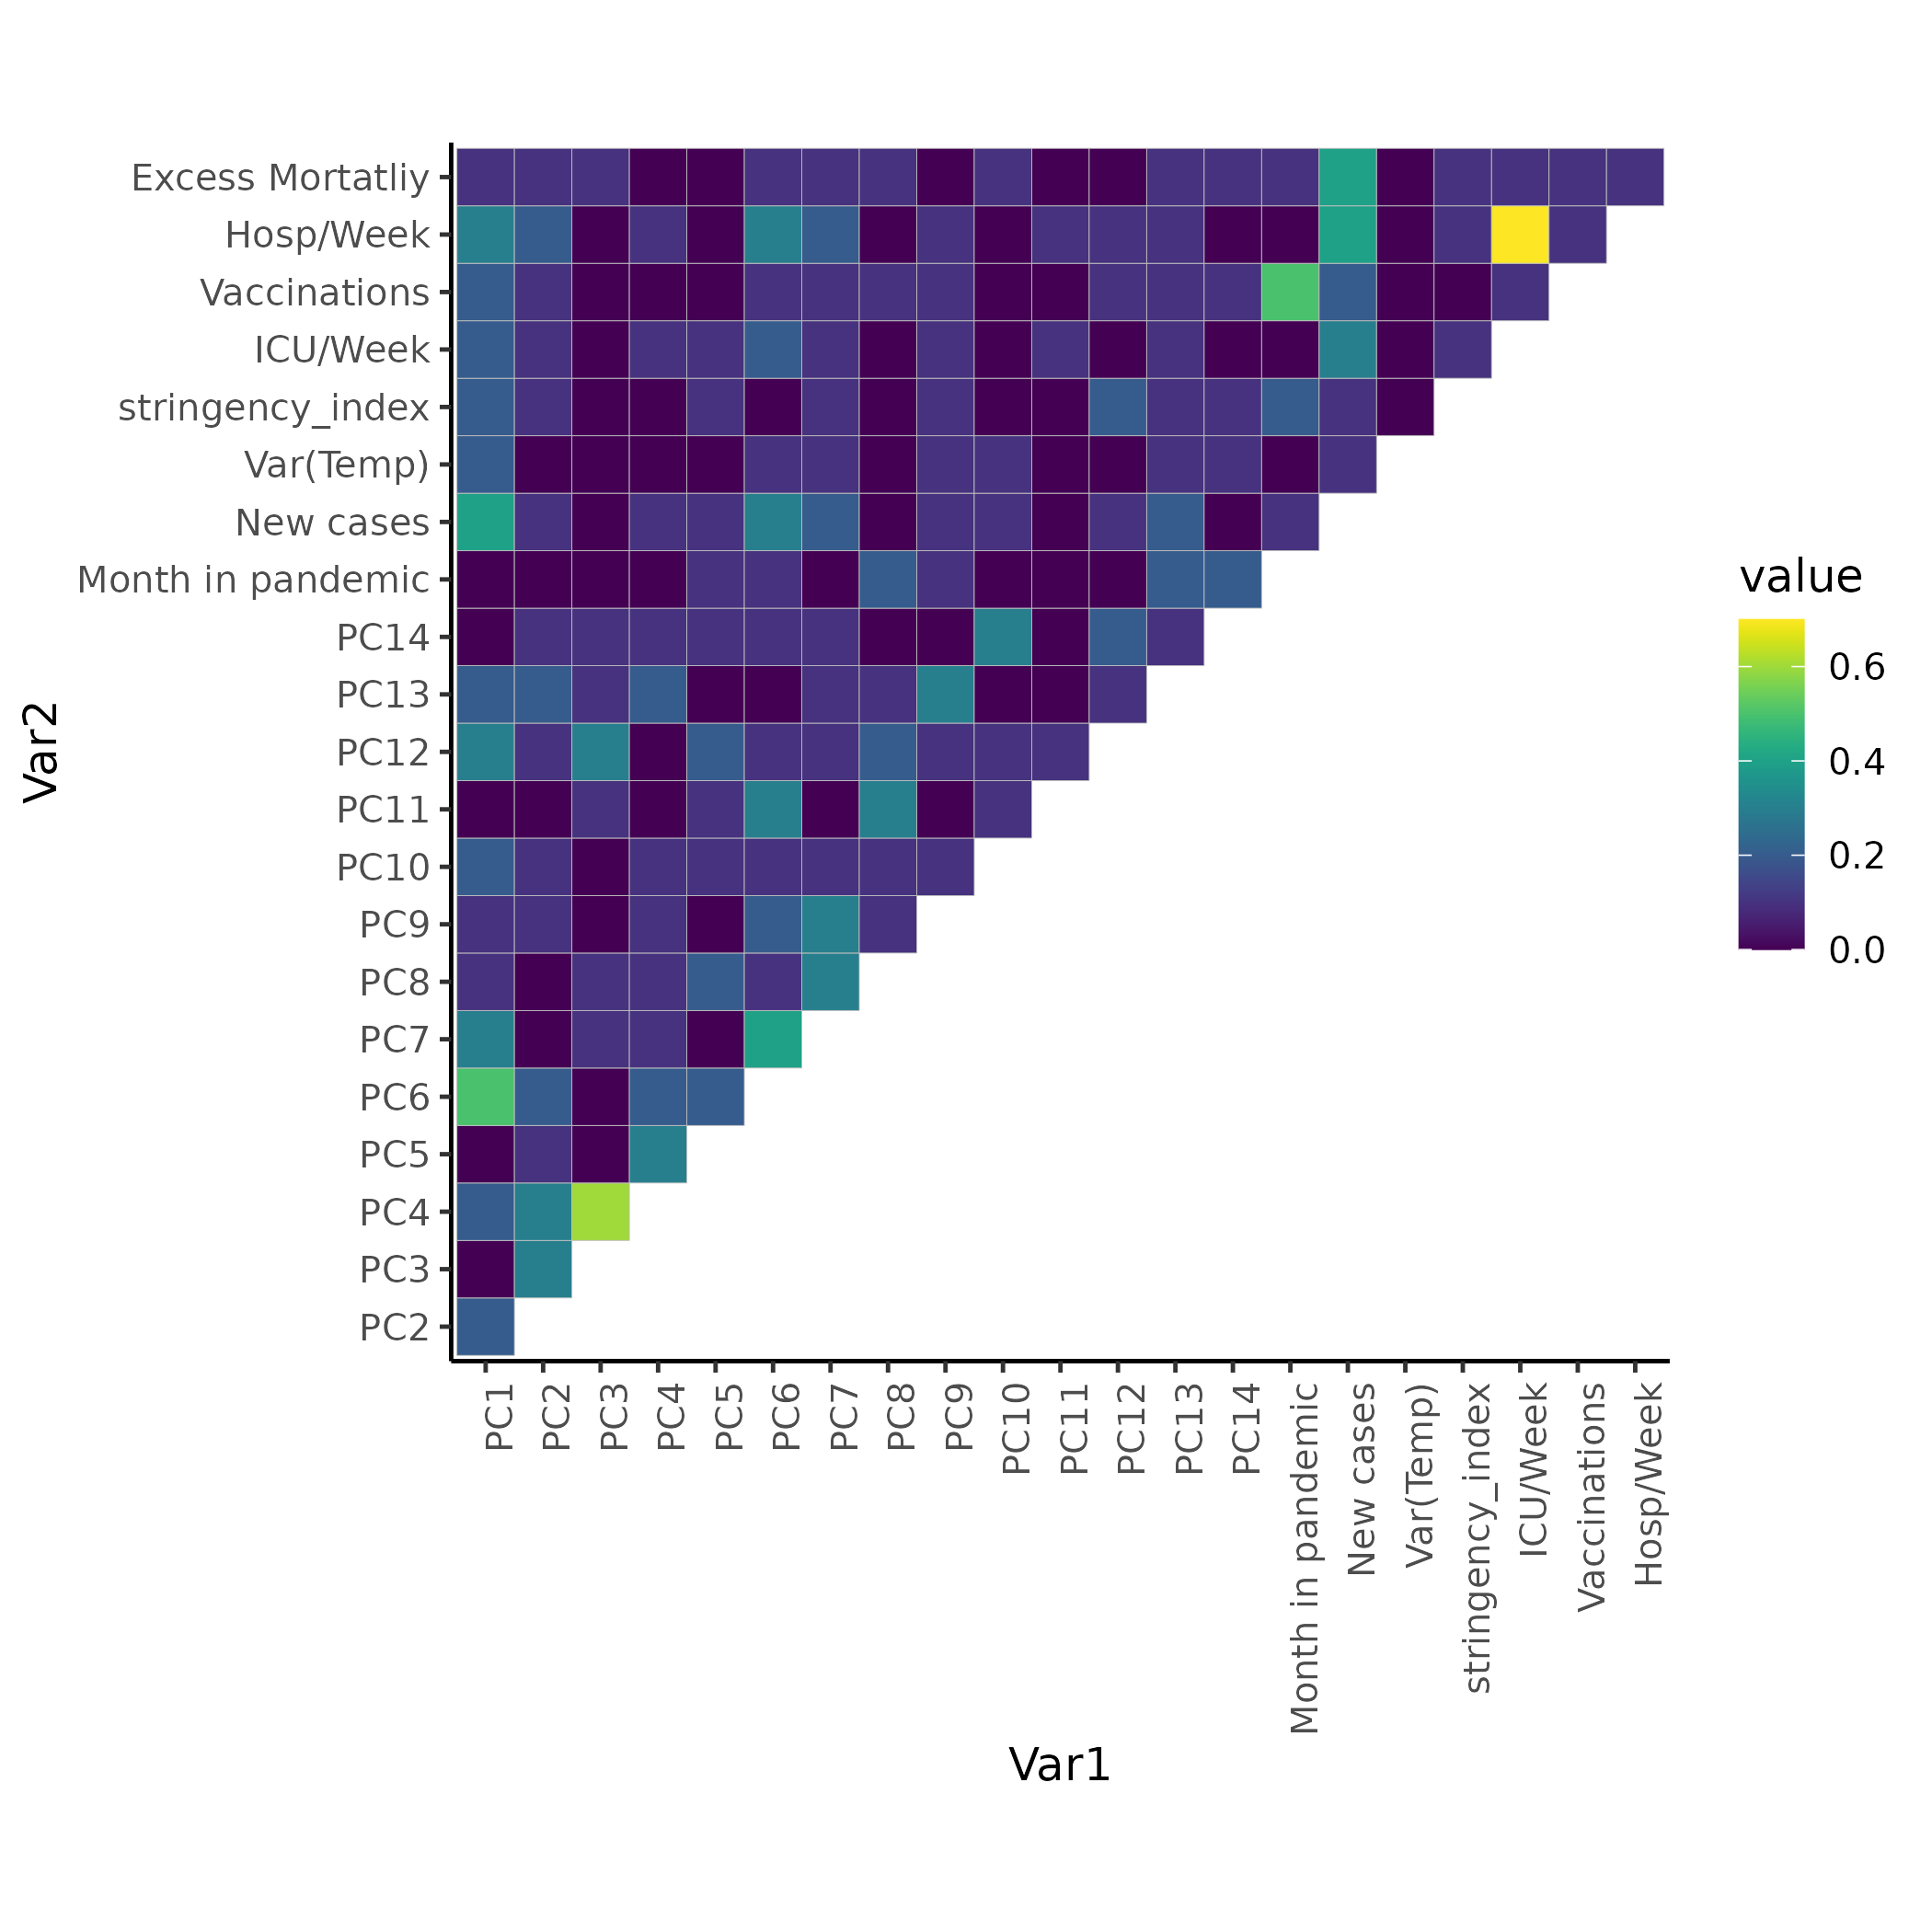 Excess Mortatliy
Hosp/Week
Vaccinations
ICU/Week
stringency_index
Var(Temp)
New cases
Month in pandemic
PC14
PC13
PC12
PC11
PC10
PC9
PC8
PC7
PC6
PC5
PC4
PC3
PC2
Var2
PC1
PC2
PC3
PC4
PC5
PC6
PC7
PC8
PC9
PC10
PC11
PC12
PC13
PC14
Month in pandemic
New cases
Var(Temp)
stringency_index
ICU/Week
Vaccinations
Hosp/Week
Var1
value
0.6
0.4
0.2
0.0